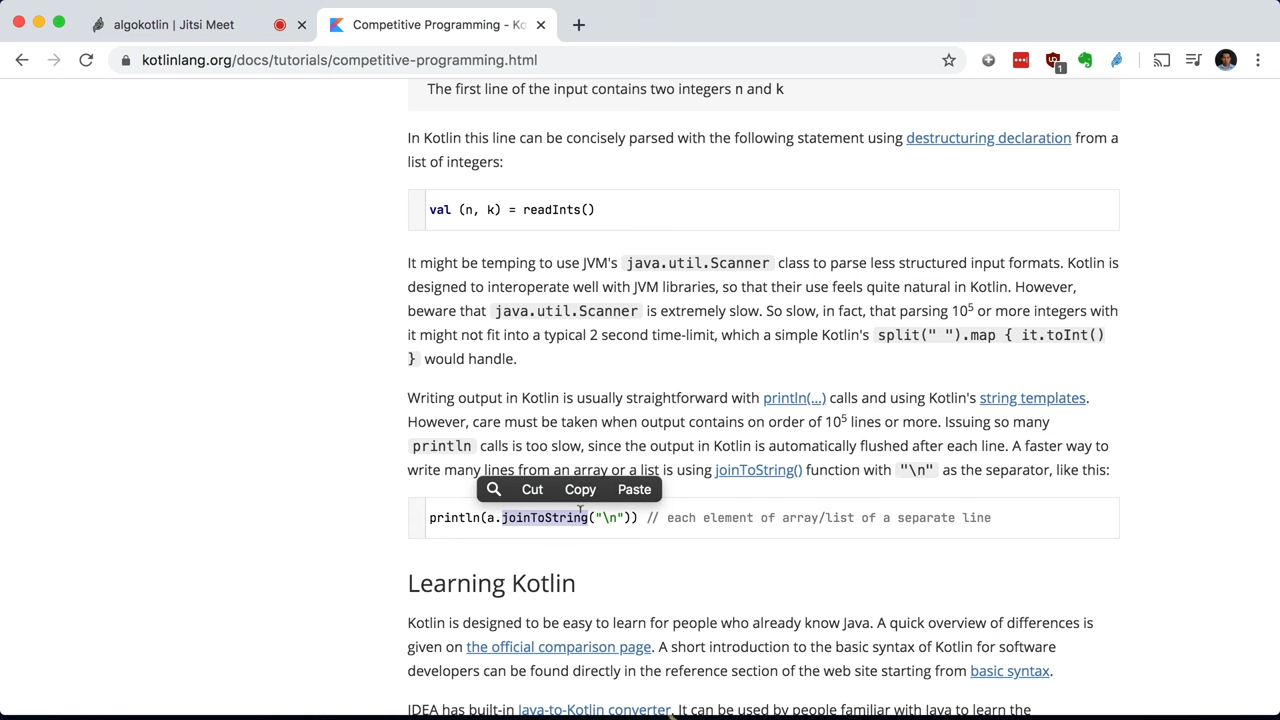 algokotlin | Jitsi Meet
Competitive Programming - Ko
kotlinlang.org/docs/tutorials/competitive-programming.html
1
The first line of the input contains two integers n and k
In Kotlin this line can be concisely parsed with the following statement using destructuring declaration from a
list of integers:
val (n, k) = readInts()
It might be temping to use JVM's java.util.Scanner class to parse less structured input formats. Kotlin is
designed to interoperate well with JVM libraries, so that their use feels quite natural in Kotlin. However,
beware that java.util.Scanner is extremely slow. So slow, in fact, that parsing 10⁵ or more integers with
it might not fit into a typical 2 second time-limit, which a simple Kotlin's split(" ").map { it.toInt()
} would handle.
Writing output in Kotlin is usually straightforward with println(...) calls and using Kotlin's string templates.
However, care must be taken when output contains on order of 10⁵ lines or more. Issuing so many
println calls is too slow, since the output in Kotlin is automatically flushed after each line. A faster way to
write many lines from an array or a list is using joinToString() function with "\n" as the separator, like this:
Cut Copy Paste
println(a.joinToString("\n")) // each element of array/list of a separate line
Learning Kotlin
Kotlin is designed to be easy to learn for people who already know Java. A quick overview of differences is
given on the official comparison page. A short introduction to the basic syntax of Kotlin for software
developers can be found directly in the reference section of the web site starting from basic syntax.
IDEA has built-in Java-to-Kotlin converter. It can be used by people familiar with Java to learn the